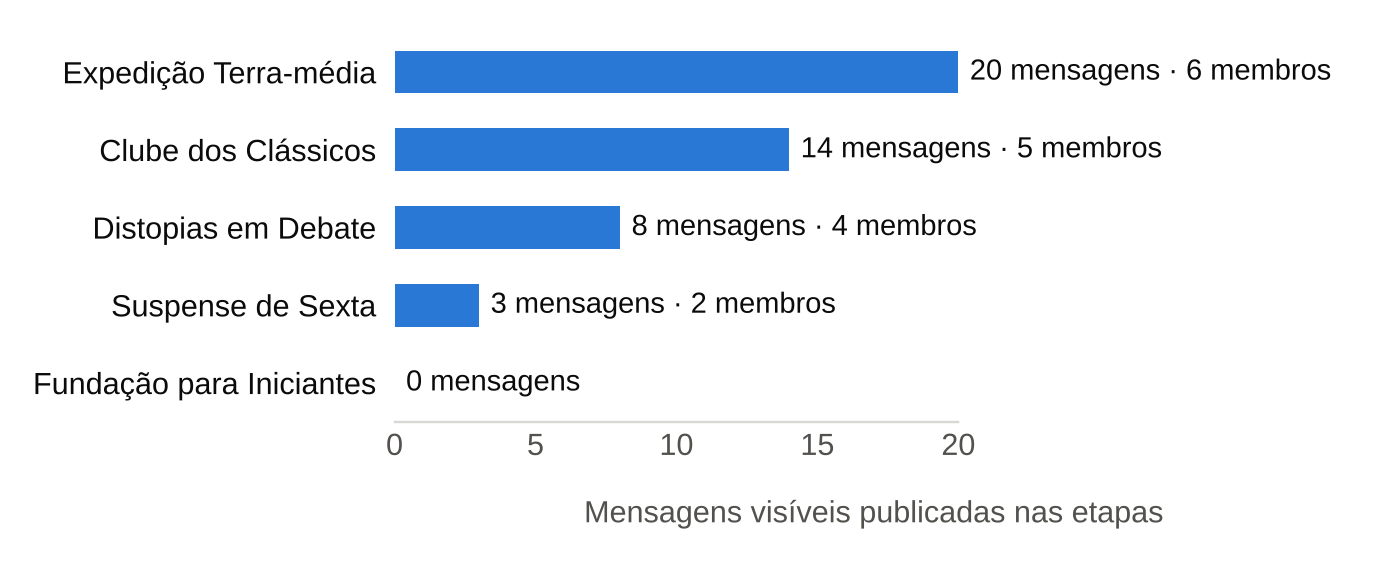 Expedição Terra-média 20 mensagens · 6 membros
Clube dos Clássicos 14 mensagens · 5 membros
Distopias em Debate 8 mensagens · 4 membros
Suspense de Sexta 3 mensagens · 2 membros
Fundação para Iniciantes 0 mensagens
0 5 10 15 20
Mensagens visíveis publicadas nas etapas